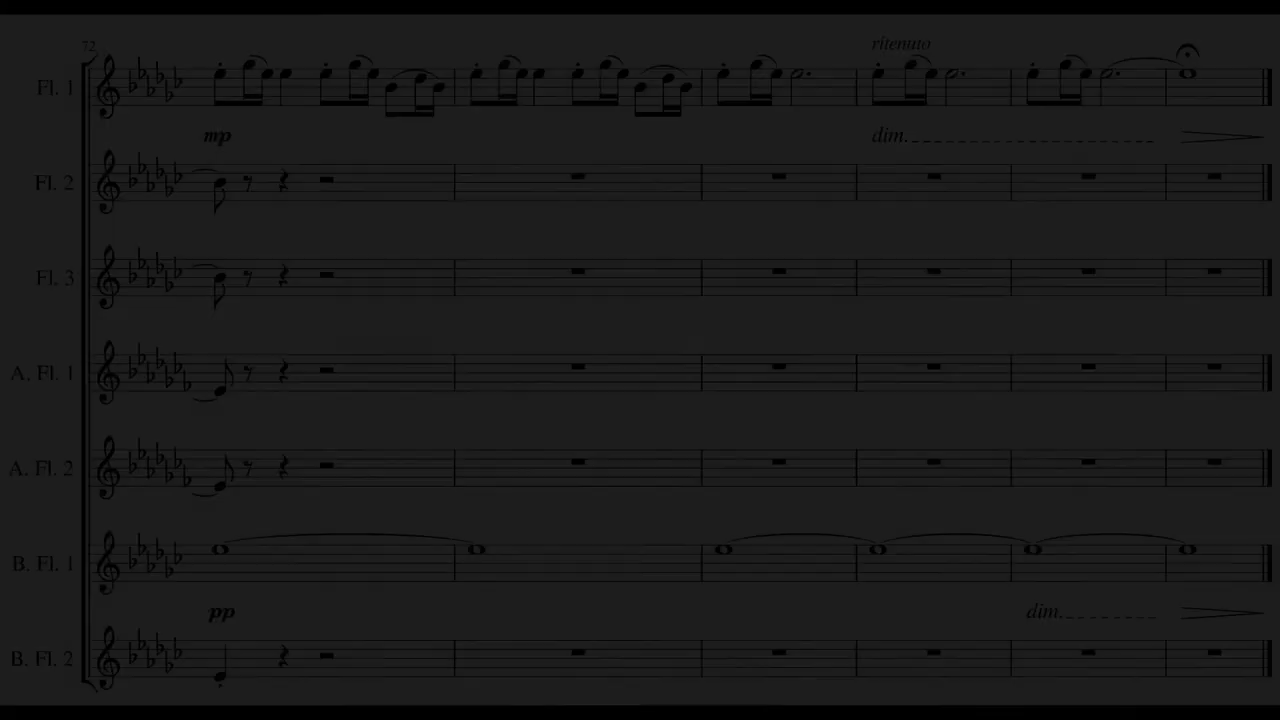 72
ritenuto
Fl. 1
mp
dim.
Fl. 2
Fl. 3
A. Fl. 1
A. Fl. 2
B. Fl. 1
pp
dim.
B. Fl. 2